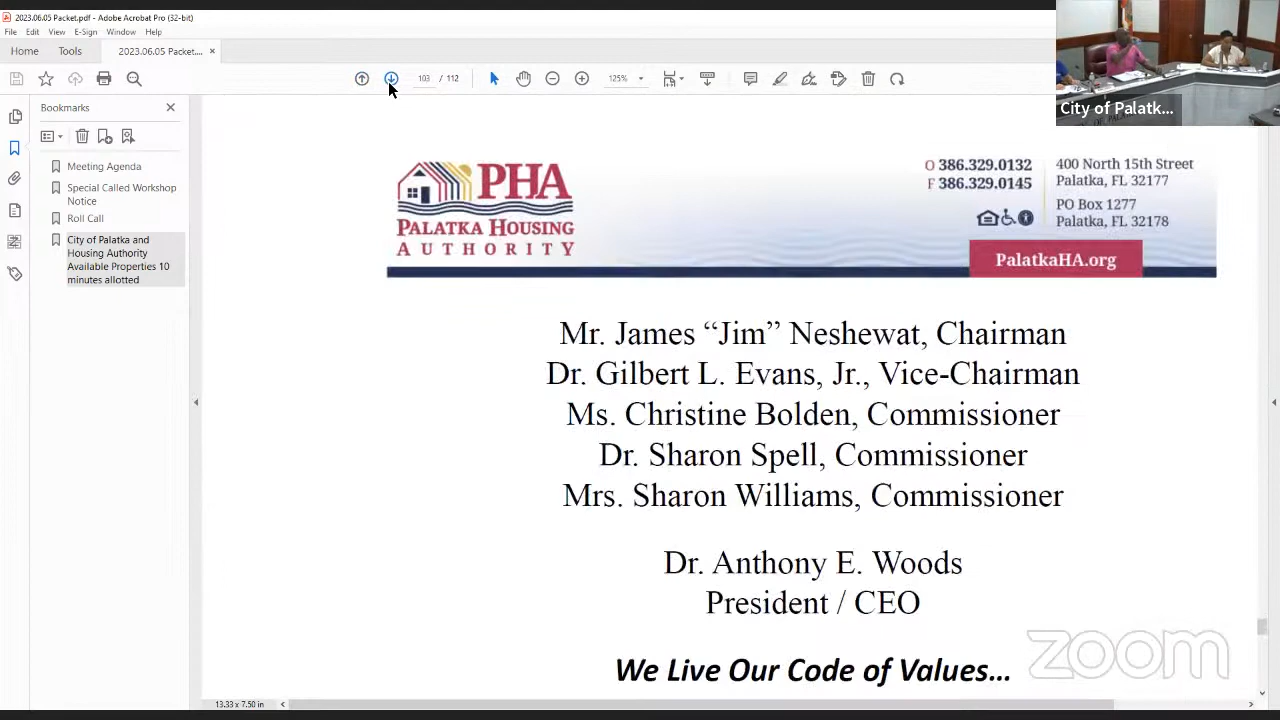 2023.06.05 Packet.pdf - Adobe Acrobat Pro (32-bit)
File Edit View E-Sign Window Help
Home Tools 2023.06.05 Packet.... ×
103 / 112 125%
Bookmarks
Meeting Agenda
Special Called Workshop
Notice
Roll Call
City of Palatka and
Housing Authority
Available Properties 10
minutes allotted
City of Palatk...
PHA
PALATKA HOUSING
AUTHORITY
O 386.329.0132
F 386.329.0145
400 North 15th Street
Palatka, FL 32177
PO Box 1277
Palatka, FL 32178
PalatkaHA.org
Mr. James “Jim” Neshewat, Chairman
Dr. Gilbert L. Evans, Jr., Vice-Chairman
Ms. Christine Bolden, Commissioner
Dr. Sharon Spell, Commissioner
Mrs. Sharon Williams, Commissioner
Dr. Anthony E. Woods
President / CEO
We Live Our Code of Values...
zoom
13.33 x 7.50 in